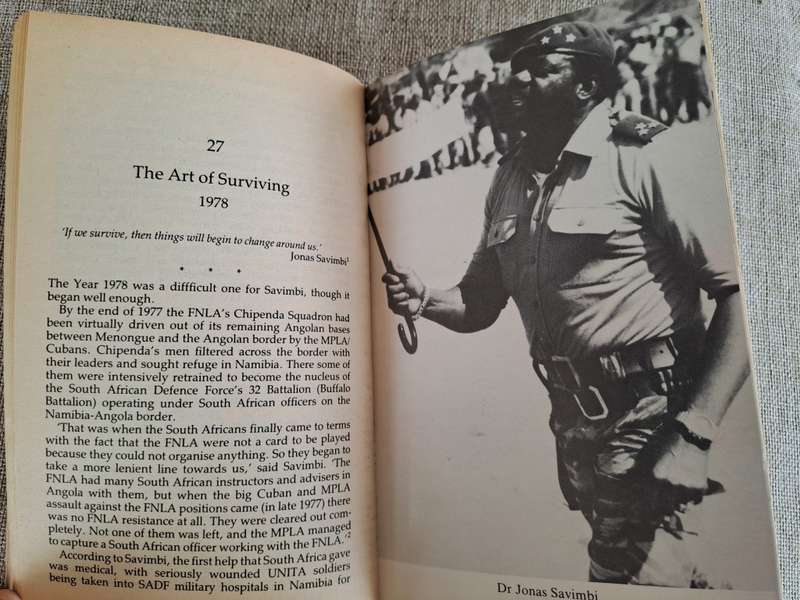 27
The Art of Surviving
1978
'If we survive, then things will begin to change around us.'
Jonas Savimbi¹
* * *
The Year 1978 was a diffficult one for Savimbi, though it
began well enough.
By the end of 1977 the FNLA's Chipenda Squadron had
been virtually driven out of its remaining Angolan bases
between Menongue and the Angolan border by the MPLA/
Cubans. Chipenda's men filtered across the border with
their leaders and sought refuge in Namibia. There some of
them were intensively retrained to become the nucleus of
the South African Defence Force's 32 Battalion (Buffalo
Battalion) operating under South African officers on the
Namibia-Angola border.
'That was when the South Africans finally came to terms
with the fact that the FNLA were not a card to be played
because they could not organise anything. So they began to
take a more lenient line towards us,' said Savimbi. 'The
FNLA had many South African instructors and advisers in
Angola with them, but when the big Cuban and MPLA
assault against the FNLA positions came (in late 1977) there
was no FNLA resistance at all. They were cleared out com-
pletely. Not one of them was left, and the MPLA managed
to capture a South African officer working with the FNLA.'²
According to Savimbi, the first help that South Africa gave
was medical, with seriously wounded UNITA soldiers
being taken into SADF military hospitals in Namibia for
Dr Jonas Savimbi